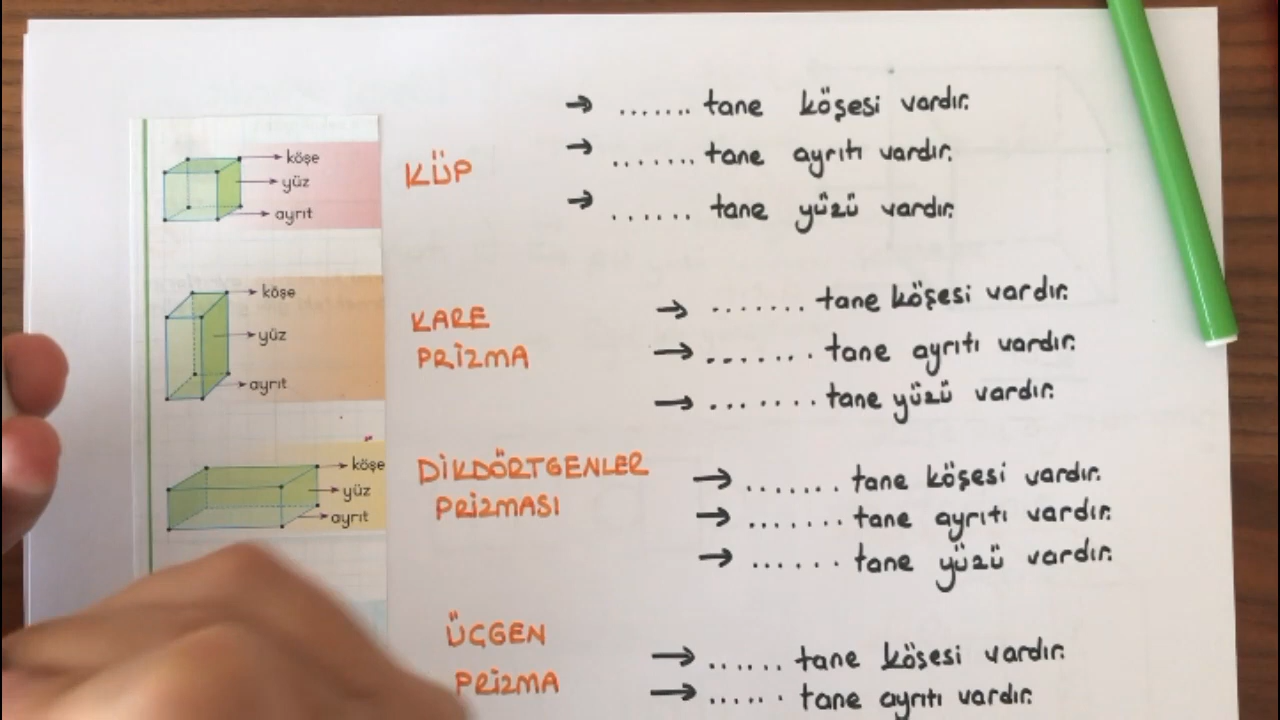 köşe
yüz
ayrıt
KÜP
→ ....... tane köşesi vardır.
→ ....... tane ayrıtı vardır.
→ ...... tane yüzü vardır.
köşe
yüz
ayrıt
KARE
PRİZMA
→ ....... tane köşesi vardır.
→ ....... tane ayrıtı vardır.
→ ....... tane yüzü vardır.
köşe
yüz
ayrıt
DİKDÖRTGENLER
PRİZMASI
→ ....... tane köşesi vardır.
→ ....... tane ayrıtı vardır.
→ ...... tane yüzü vardır.
ÜÇGEN
PRİZMA
→ ...... tane köşesi vardır.
→ ...... tane ayrıtı vardır.